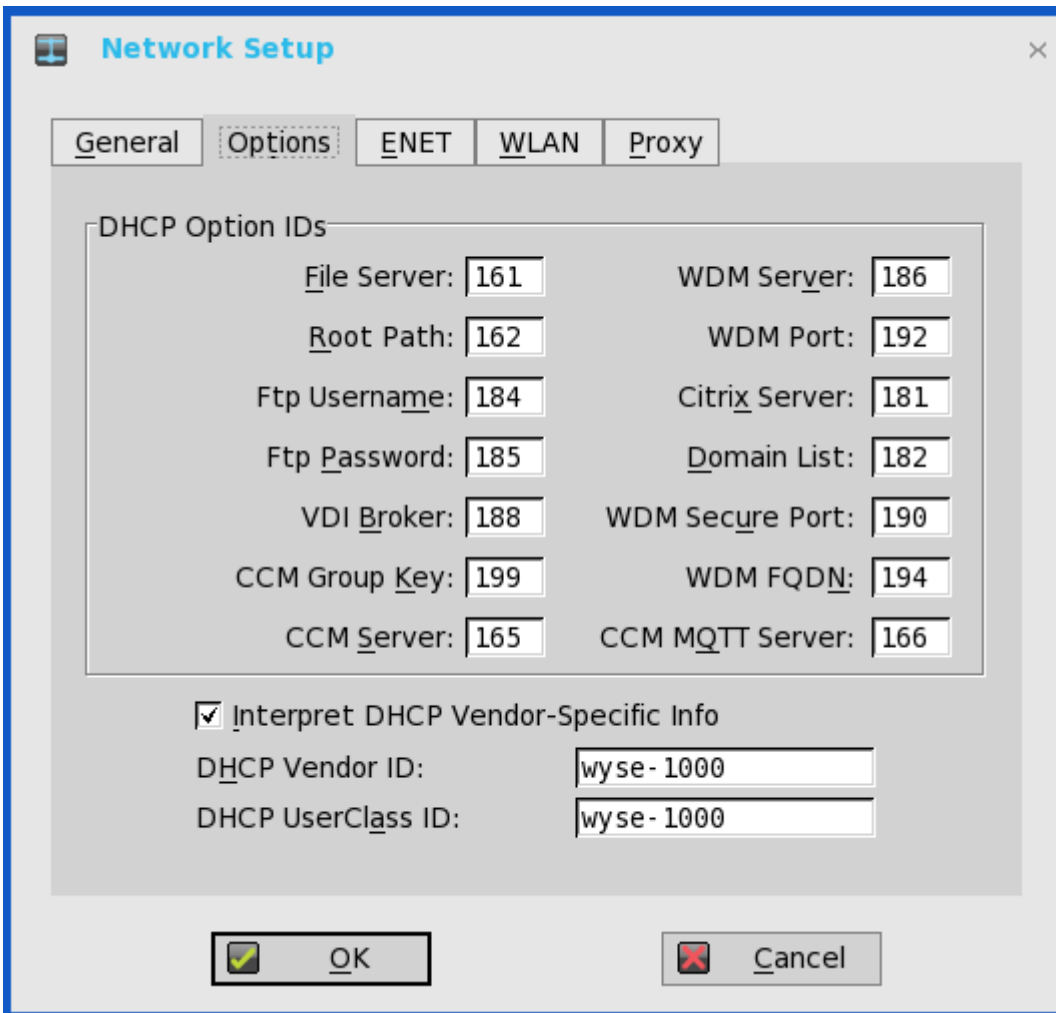 Network Setup
General Options ENET WLAN Proxy
DHCP Option IDs
File Server: 161 WDM Server: 186
Root Path: 162 WDM Port: 192
Ftp Username: 184 Citrix Server: 181
Ftp Password: 185 Domain List: 182
VDI Broker: 188 WDM Secure Port: 190
CCM Group Key: 199 WDM FQDN: 194
CCM Server: 165 CCM MQTT Server: 166
Interpret DHCP Vendor-Specific Info
DHCP Vendor ID: wyse-1000
DHCP UserClass ID: wyse-1000
OK Cancel